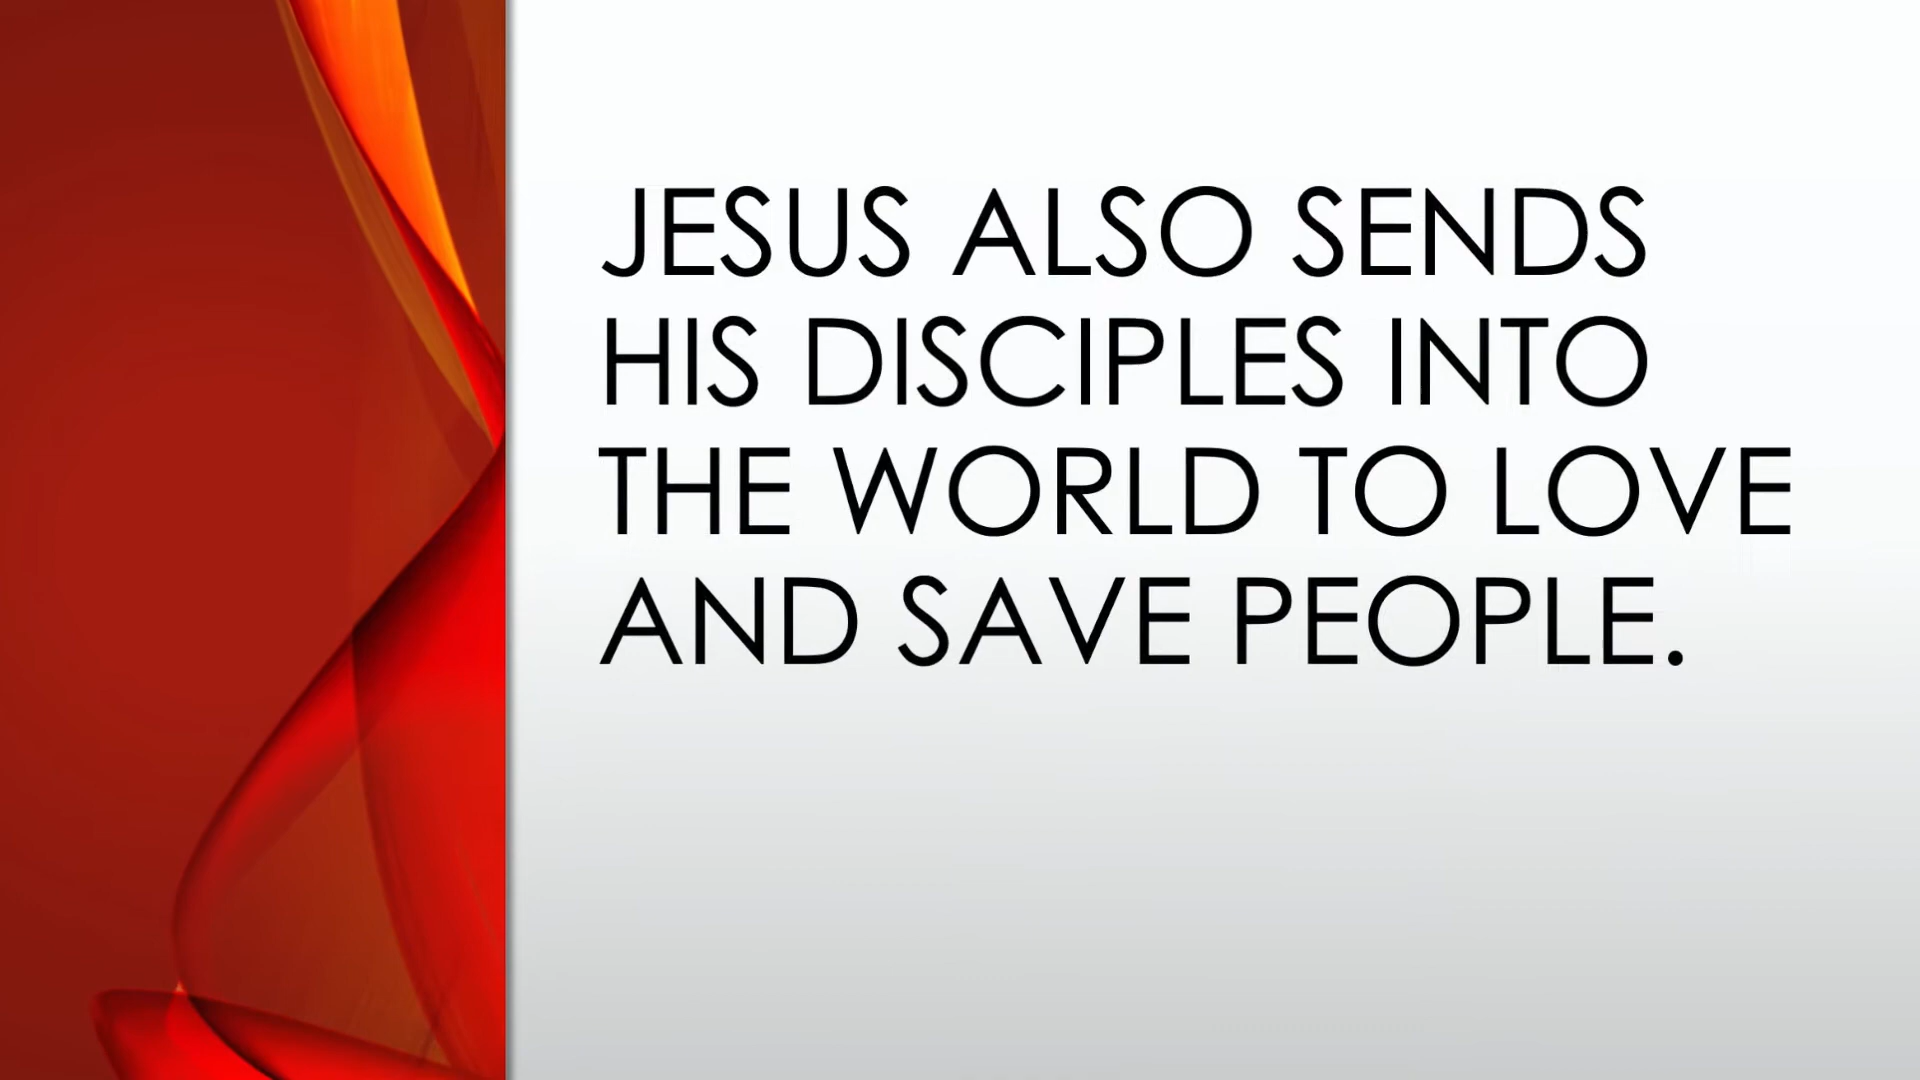 JESUS ALSO SENDS
HIS DISCIPLES INTO
THE WORLD TO LOVE
AND SAVE PEOPLE.